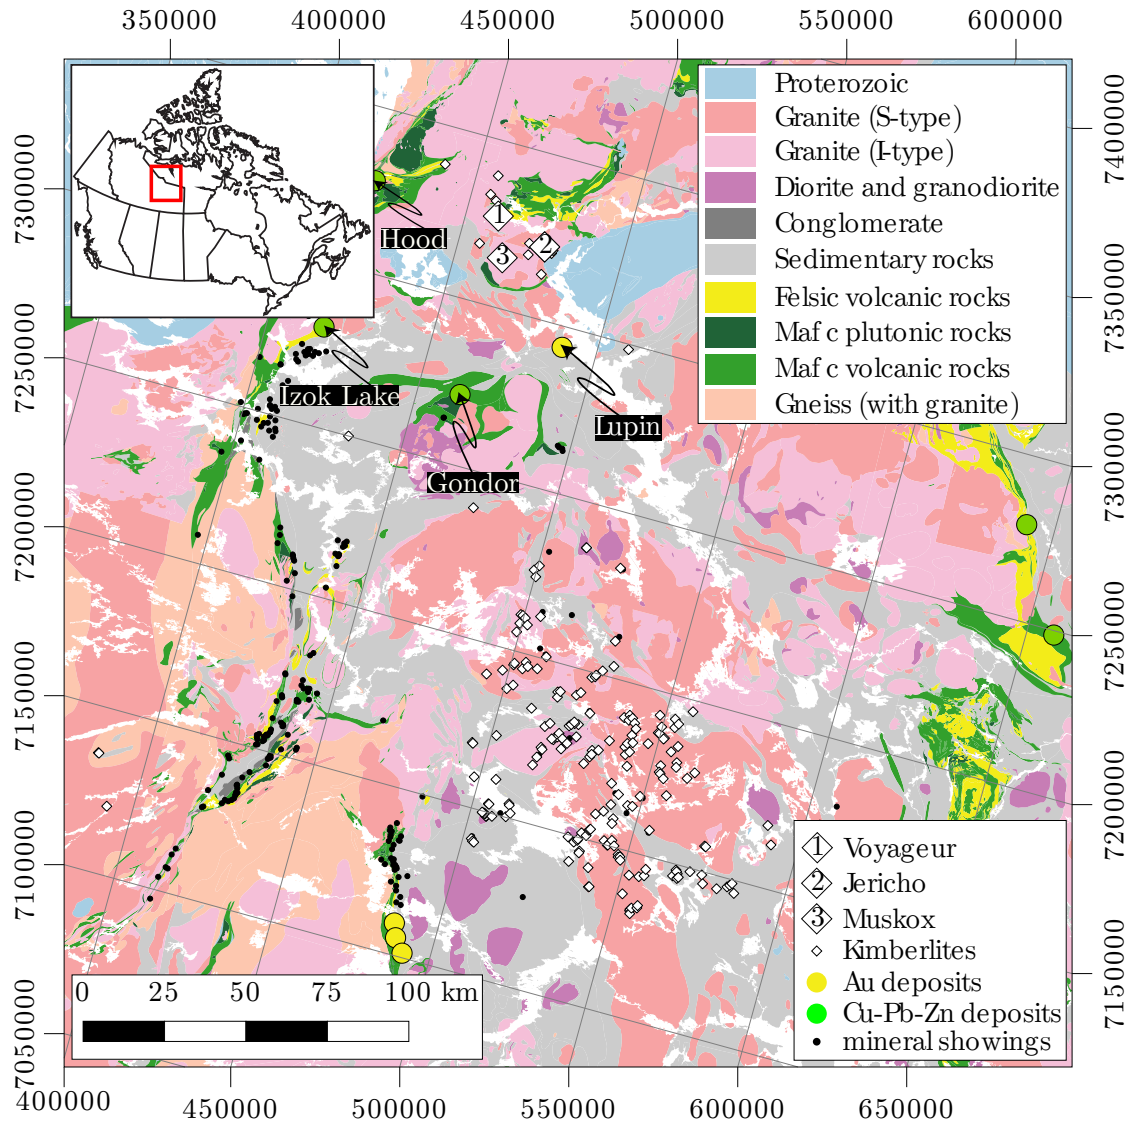 350000 400000 450000 500000 550000 600000
7300000
7250000
7200000
7150000
7100000
7050000
7400000
7350000
7300000
7250000
7200000
7150000
Proterozoic
Granite (S-type)
Granite (I-type)
Diorite and granodiorite
Conglomerate
Sedimentary rocks
Felsic volcanic rocks
Maf c plutonic rocks
Maf c volcanic rocks
Gneiss (with granite)
Hood
1
2
3
Izok Lake
Lupin
Gondor
1 Voyageur
2 Jericho
3 Muskox
Kimberlites
Au deposits
Cu-Pb-Zn deposits
mineral showings
0 25 50 75 100 km
400000 450000 500000 550000 600000 650000